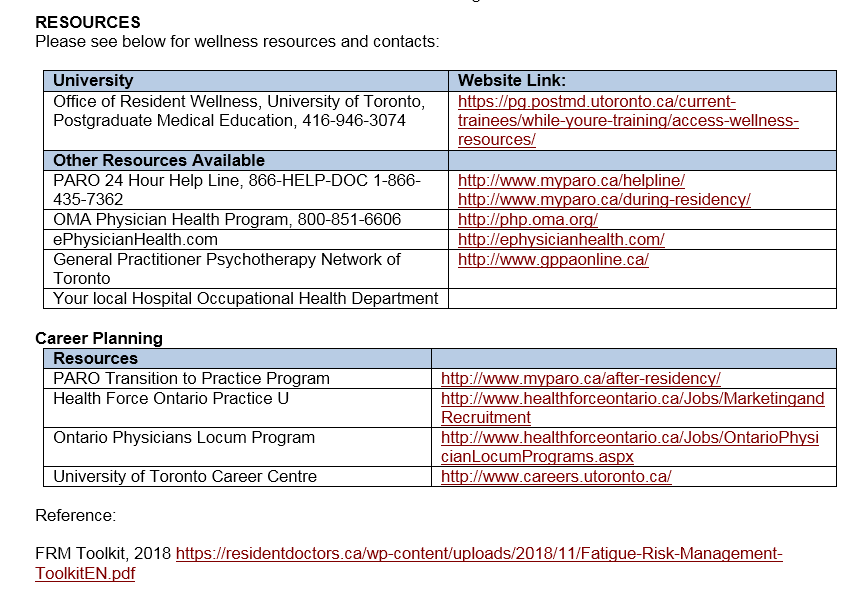 RESOURCES
Please see below for wellness resources and contacts:
University
Website Link:
Office of Resident Wellness, University of Toronto,
Postgraduate Medical Education, 416-946-3074
https://pg.postmd.utoronto.ca/current-
trainees/while-youre-training/access-wellness-
resources/
Other Resources Available
PARO 24 Hour Help Line, 866-HELP-DOC 1-866-
435-7362
http://www.myparo.ca/helpline/
http://www.myparo.ca/during-residency/
OMA Physician Health Program, 800-851-6606
http://php.oma.org/
ePhysicianHealth.com
http://ephysicianhealth.com/
General Practitioner Psychotherapy Network of
Toronto
http://www.gppaonline.ca/
Your local Hospital Occupational Health Department
Career Planning
Resources
PARO Transition to Practice Program
http://www.myparo.ca/after-residency/
Health Force Ontario Practice U
http://www.healthforceontario.ca/Jobs/Marketingand
Recruitment
Ontario Physicians Locum Program
http://www.healthforceontario.ca/Jobs/OntarioPhysi
cianLocumPrograms.aspx
University of Toronto Career Centre
http://www.careers.utoronto.ca/
Reference:
FRM Toolkit, 2018 https://residentdoctors.ca/wp-content/uploads/2018/11/Fatigue-Risk-Management-
ToolkitEN.pdf